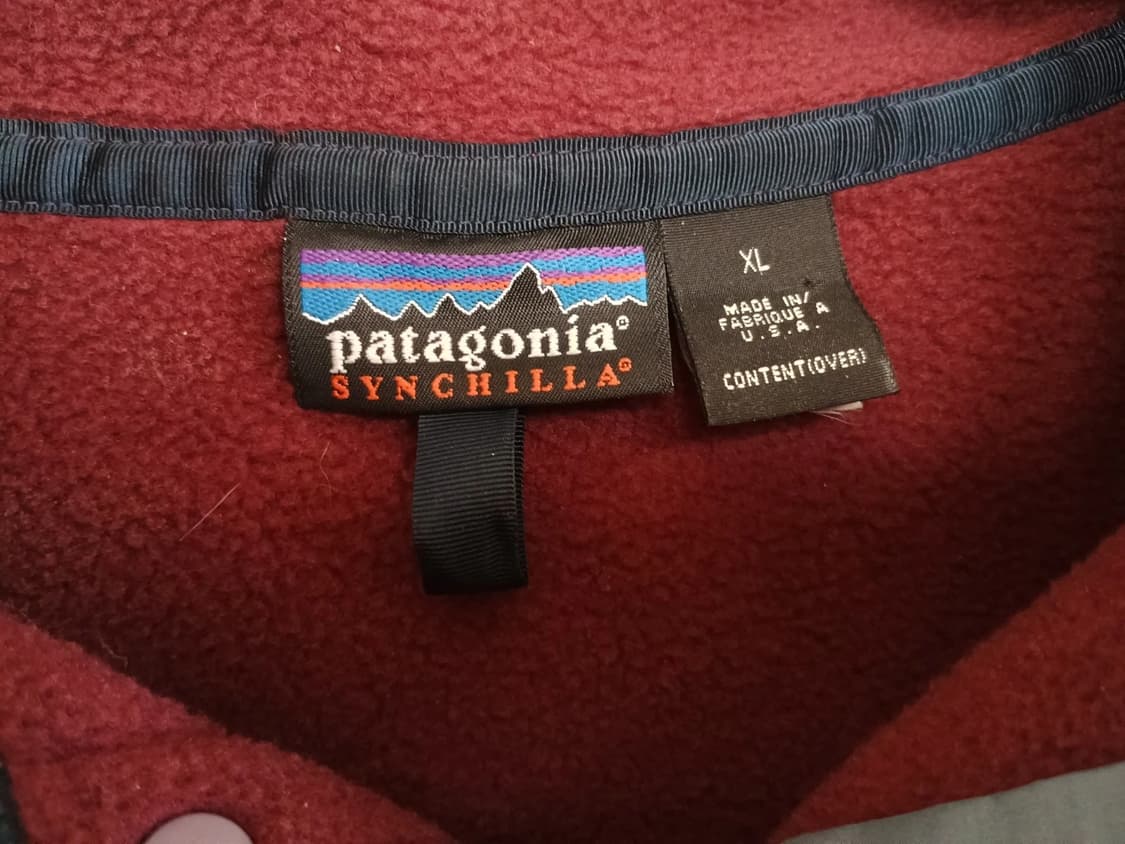 patagonia®
SYNCHILLA®
XL
MADE IN/
FABRIQUE A
U.S.A.
CONTENT(OVER)